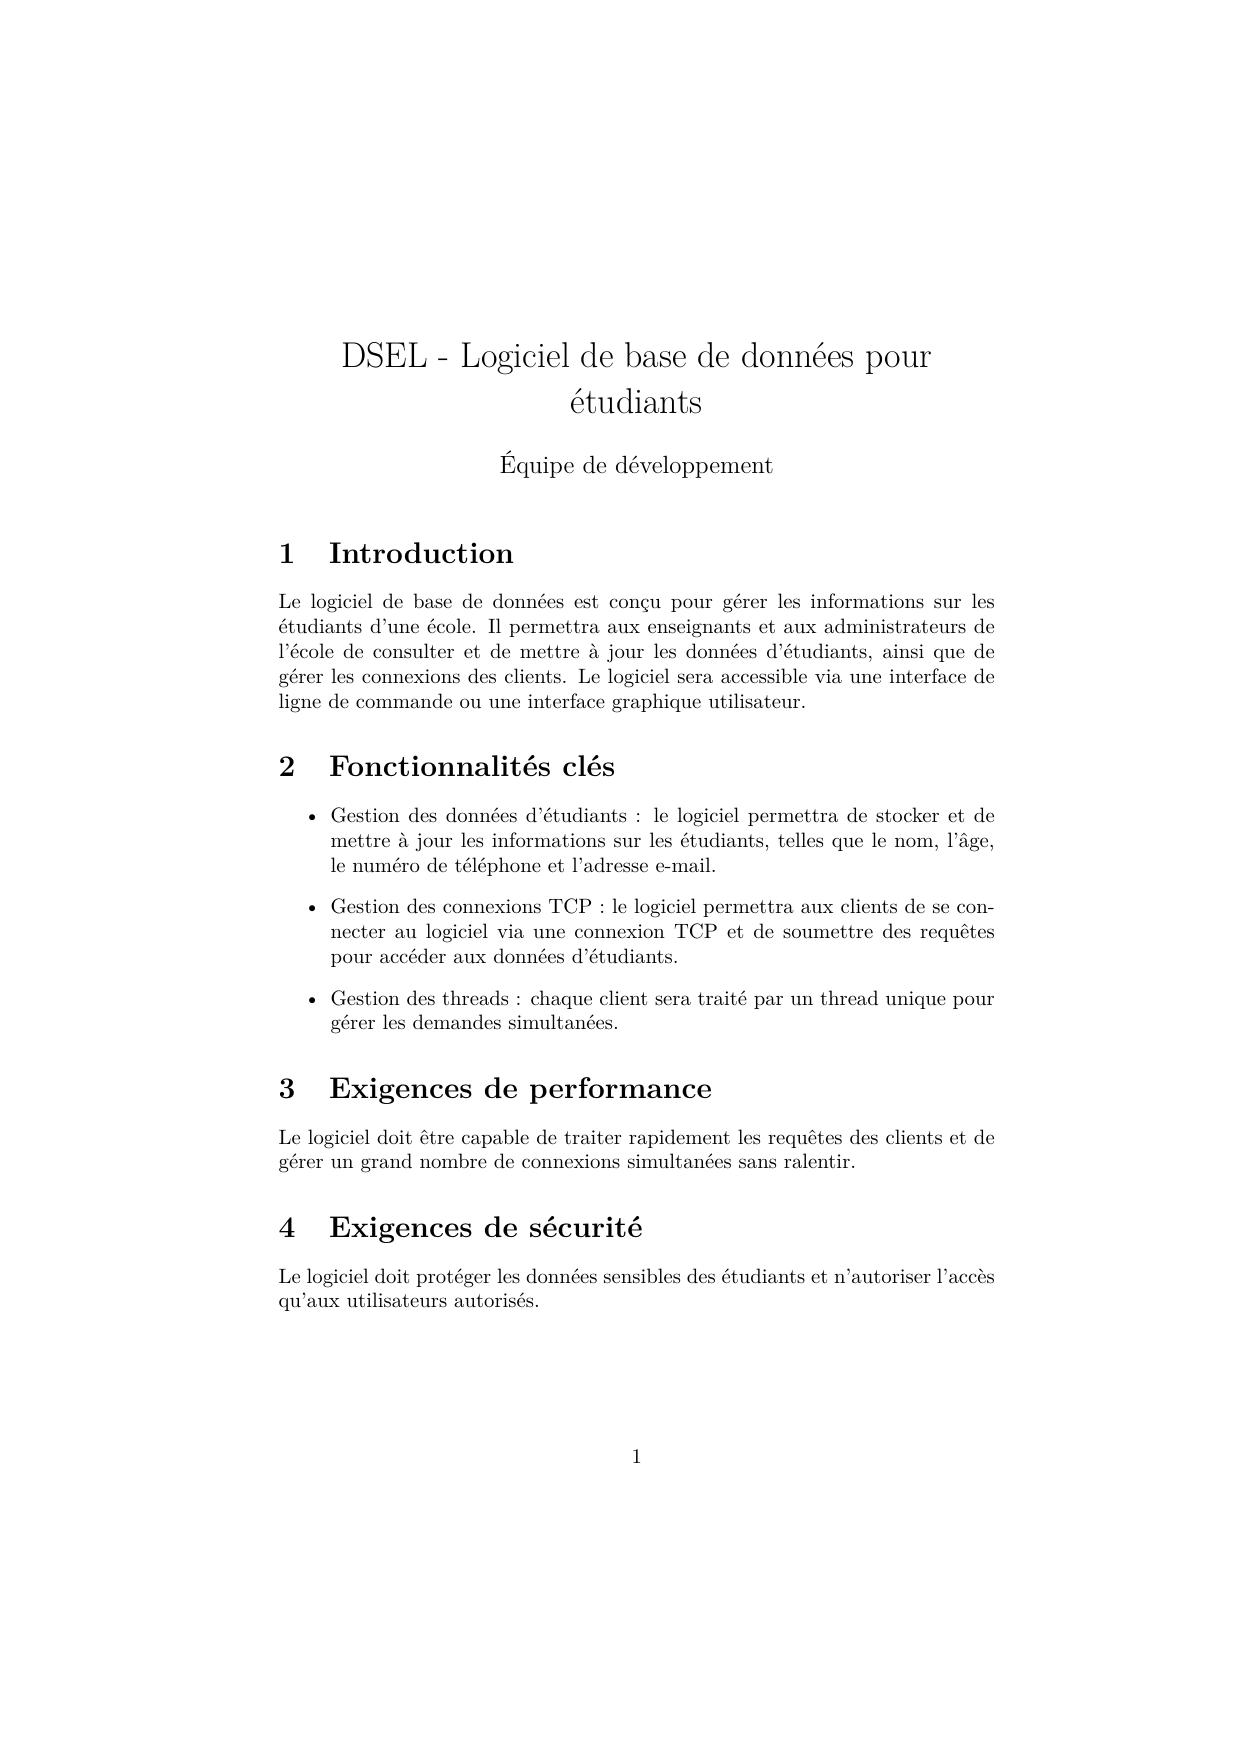 DSEL - Logiciel de base de données pour
étudiants
Équipe de développement
1 Introduction
Le logiciel de base de données est conçu pour gérer les informations sur les
étudiants d'une école. Il permettra aux enseignants et aux administrateurs de
l'école de consulter et de mettre à jour les données d'étudiants, ainsi que de
gérer les connexions des clients. Le logiciel sera accessible via une interface de
ligne de commande ou une interface graphique utilisateur.
2 Fonctionnalités clés
• Gestion des données d'étudiants : le logiciel permettra de stocker et de
mettre à jour les informations sur les étudiants, telles que le nom, l'âge,
le numéro de téléphone et l'adresse e-mail.
• Gestion des connexions TCP : le logiciel permettra aux clients de se con-
necter au logiciel via une connexion TCP et de soumettre des requêtes
pour accéder aux données d'étudiants.
• Gestion des threads : chaque client sera traité par un thread unique pour
gérer les demandes simultanées.
3 Exigences de performance
Le logiciel doit être capable de traiter rapidement les requêtes des clients et de
gérer un grand nombre de connexions simultanées sans ralentir.
4 Exigences de sécurité
Le logiciel doit protéger les données sensibles des étudiants et n'autoriser l'accès
qu'aux utilisateurs autorisés.
1